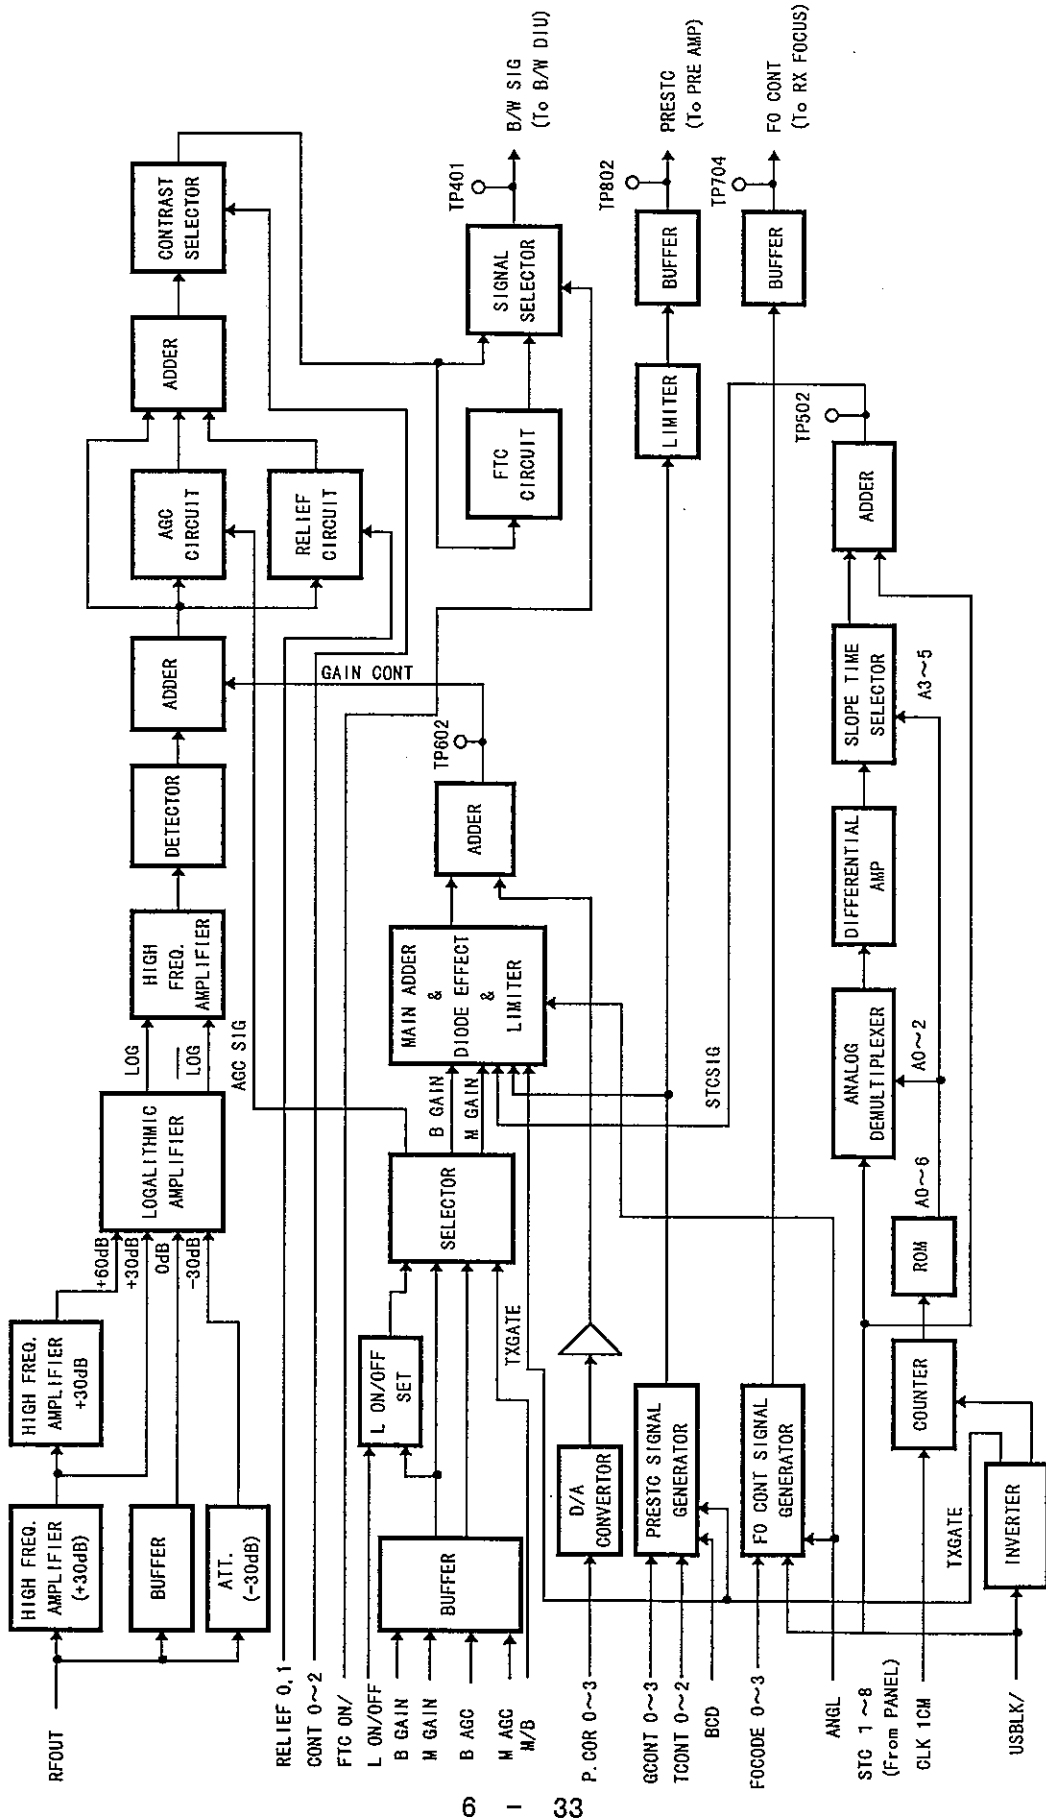 RFOUT
HIGH FREQ.
AMPLIFIER
(+30dB)
HIGH FREQ.
AMPLIFIER
+30dB
BUFFER
ATT.
(-30dB)
+60dB
+30dB
0dB
-30dB
LOGALITHMIC
AMPLIFIER
LOG
LOG
HIGH
FREQ.
AMPLIFIER
DETECTOR
ADDER
AGC
CIRCUIT
RELIEF
CIRCUIT
ADDER
CONTRAST
SELECTOR
AGC SIG
GAIN CONT
RELIEF 0,1
CONT 0~2
FTC ON/
L ON/OFF
B GAIN
M GAIN
B AGC
M AGC
M/B
BUFFER
L ON/OFF
SET
SELECTOR
B GAIN
M GAIN
MAIN ADDER
&
DIODE EFFECT
&
LIMITER
ADDER
TP602
FTC
CIRCUIT
SIGNAL
SELECTOR
TP401
B/W SIG
(To B/W DIU)
TXGATE
STCSIG
P.COR 0~3
D/A
CONVERTOR
GCONT 0~3
TCONT 0~2
BCD
PRESTC SIGNAL
GENERATOR
LIMITER
BUFFER
TP802
PRESTC
(To PRE AMP)
FOCODE 0~3
FO CONT SIGNAL
GENERATOR
BUFFER
TP704
FO CONT
(To RX FOCUS)
ANGL
STC 1~8
(From PANEL)
CLK 1CM
USBLK/
TXGATE
INVERTER
COUNTER
ROM
A0~6
A0~2
A3~5
ANALOG
DEMULTIPLEXER
DIFFERENTIAL
AMP
SLOPE TIME
SELECTOR
ADDER
TP502
6 - 33